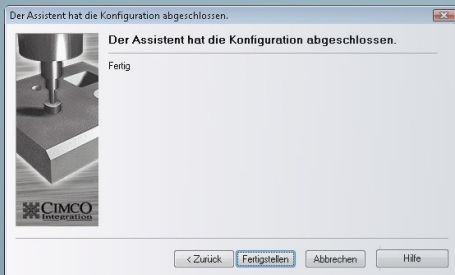 Der Assistent hat die Konfiguration abgeschlossen.
Der Assistent hat die Konfiguration abgeschlossen.
Fertig
CIMCO
Integration
< Zurück
Fertigstellen
Abbrechen
Hilfe